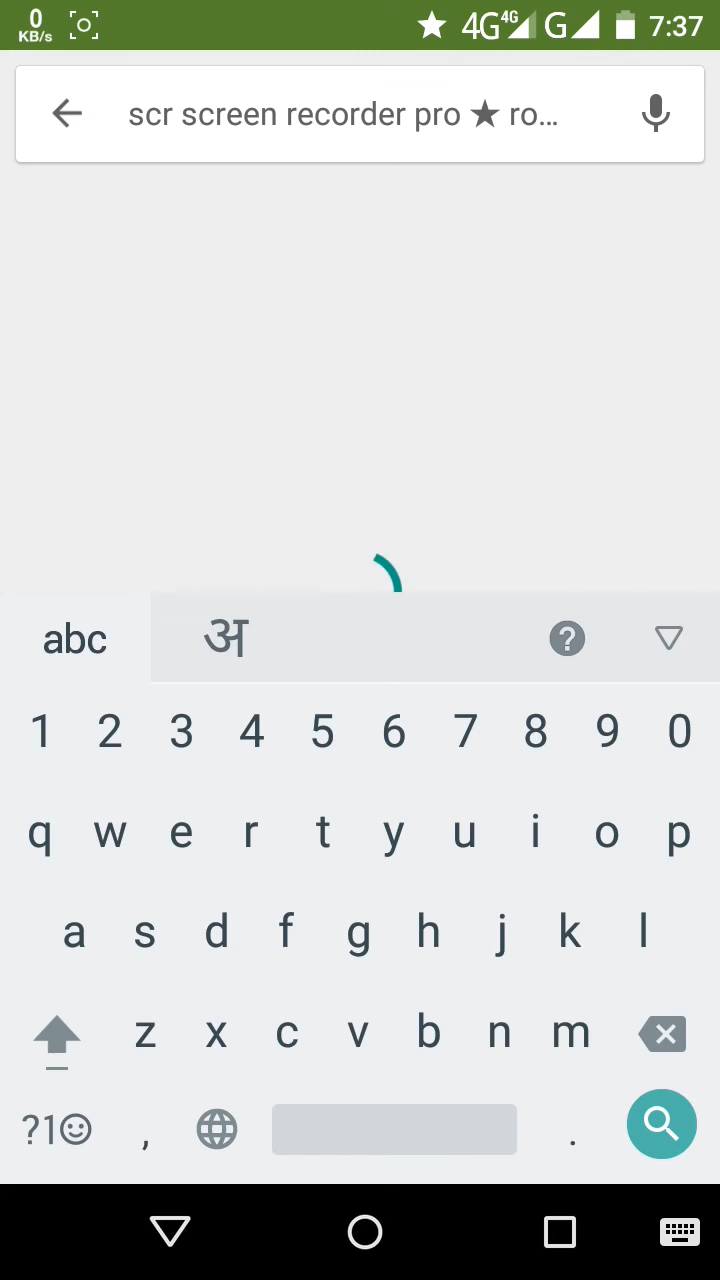 0
KB/s
4G 4G G 7:37
scr screen recorder pro ★ ro...
abc अ
1 2 3 4 5 6 7 8 9 0
q w e r t y u i o p
a s d f g h j k l
z x c v b n m
?1☺ , .